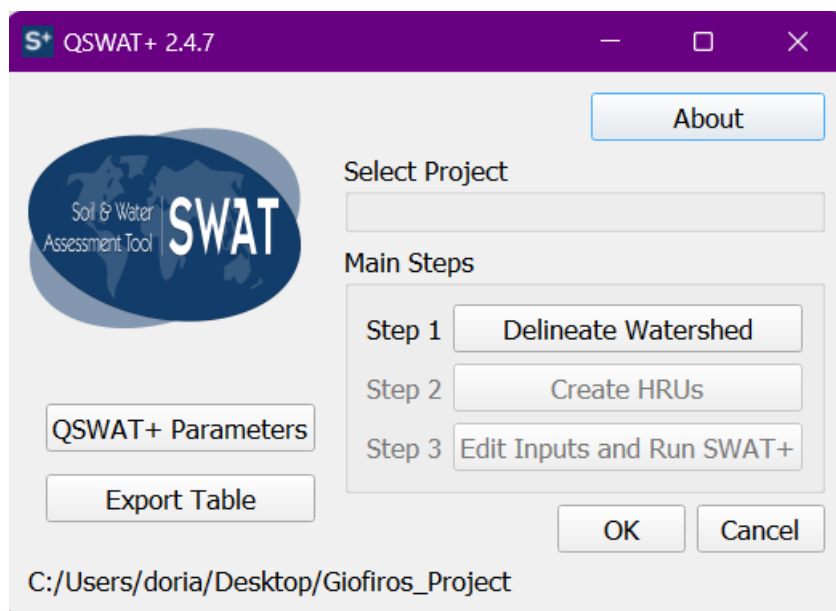 S+ QSWAT+ 2.4.7
About
Select Project
Soil & Water
Assessment Tool
SWAT
Main Steps
Step 1 Delineate Watershed
Step 2 Create HRUs
Step 3 Edit Inputs and Run SWAT+
QSWAT+ Parameters
Export Table
OK Cancel
C:/Users/doria/Desktop/Giofiros_Project